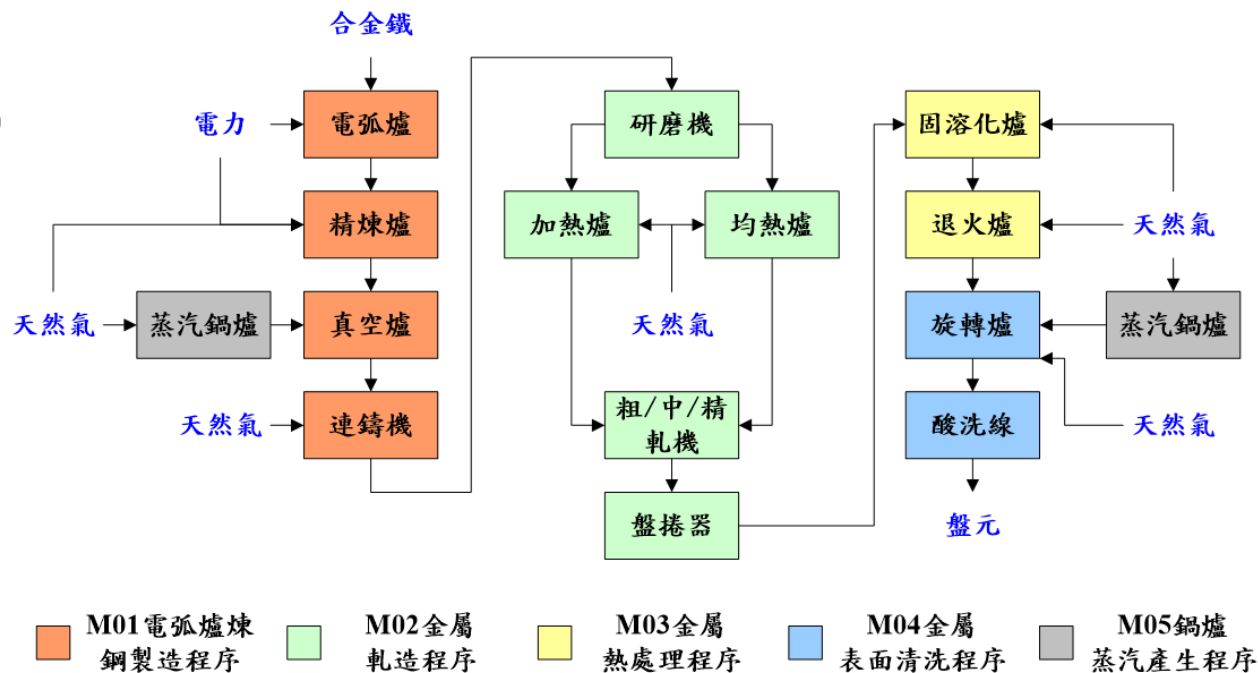 合金鐵
電力
電弧爐
精煉爐
天然氣
蒸汽鍋爐
真空爐
天然氣
連鑄機
研磨機
加熱爐
均熱爐
天然氣
粗/中/精
軋機
盤捲器
固溶化爐
退火爐
天然氣
旋轉爐
蒸汽鍋爐
酸洗線
天然氣
盤元
M01電弧爐煉
鋼製造程序
M02金屬
軋造程序
M03金屬
熱處理程序
M04金屬
表面清洗程序
M05鍋爐
蒸汽產生程序